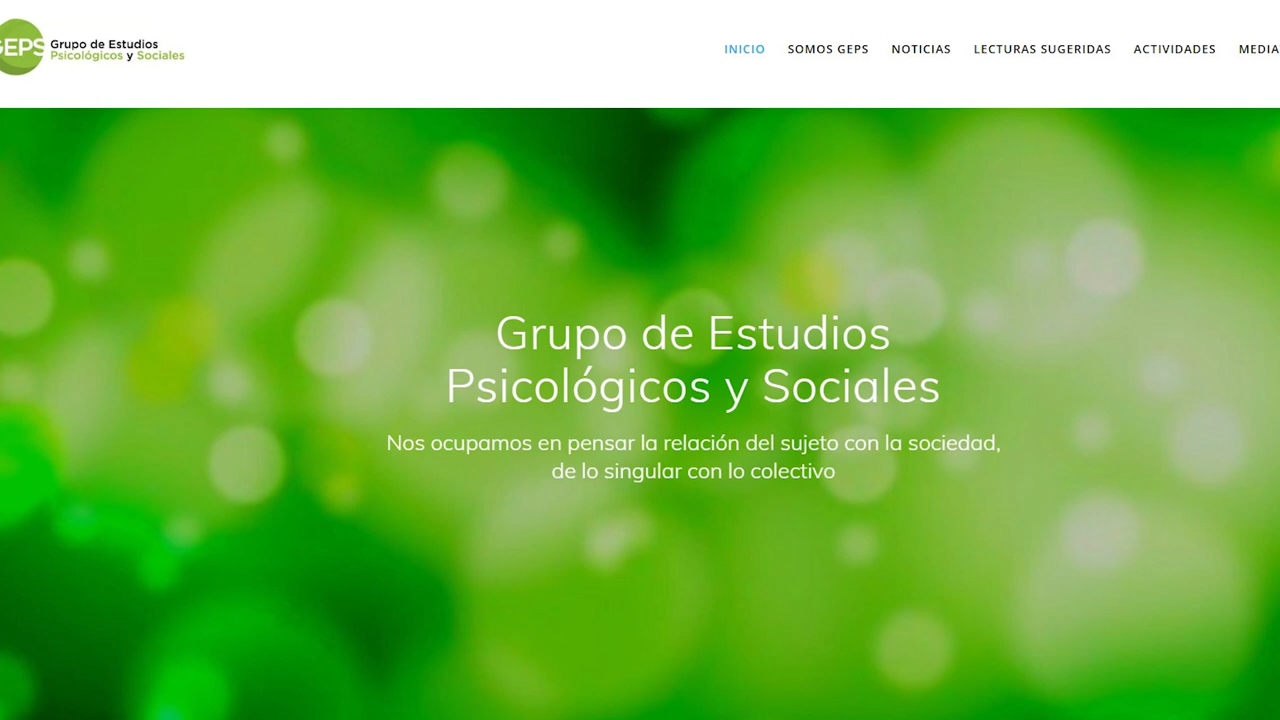 GEPS
Grupo de Estudios
Psicológicos y Sociales
INICIO SOMOS GEPS NOTICIAS LECTURAS SUGERIDAS ACTIVIDADES MEDIA
Grupo de Estudios
Psicológicos y Sociales
Nos ocupamos en pensar la relación del sujeto con la sociedad,
de lo singular con lo colectivo